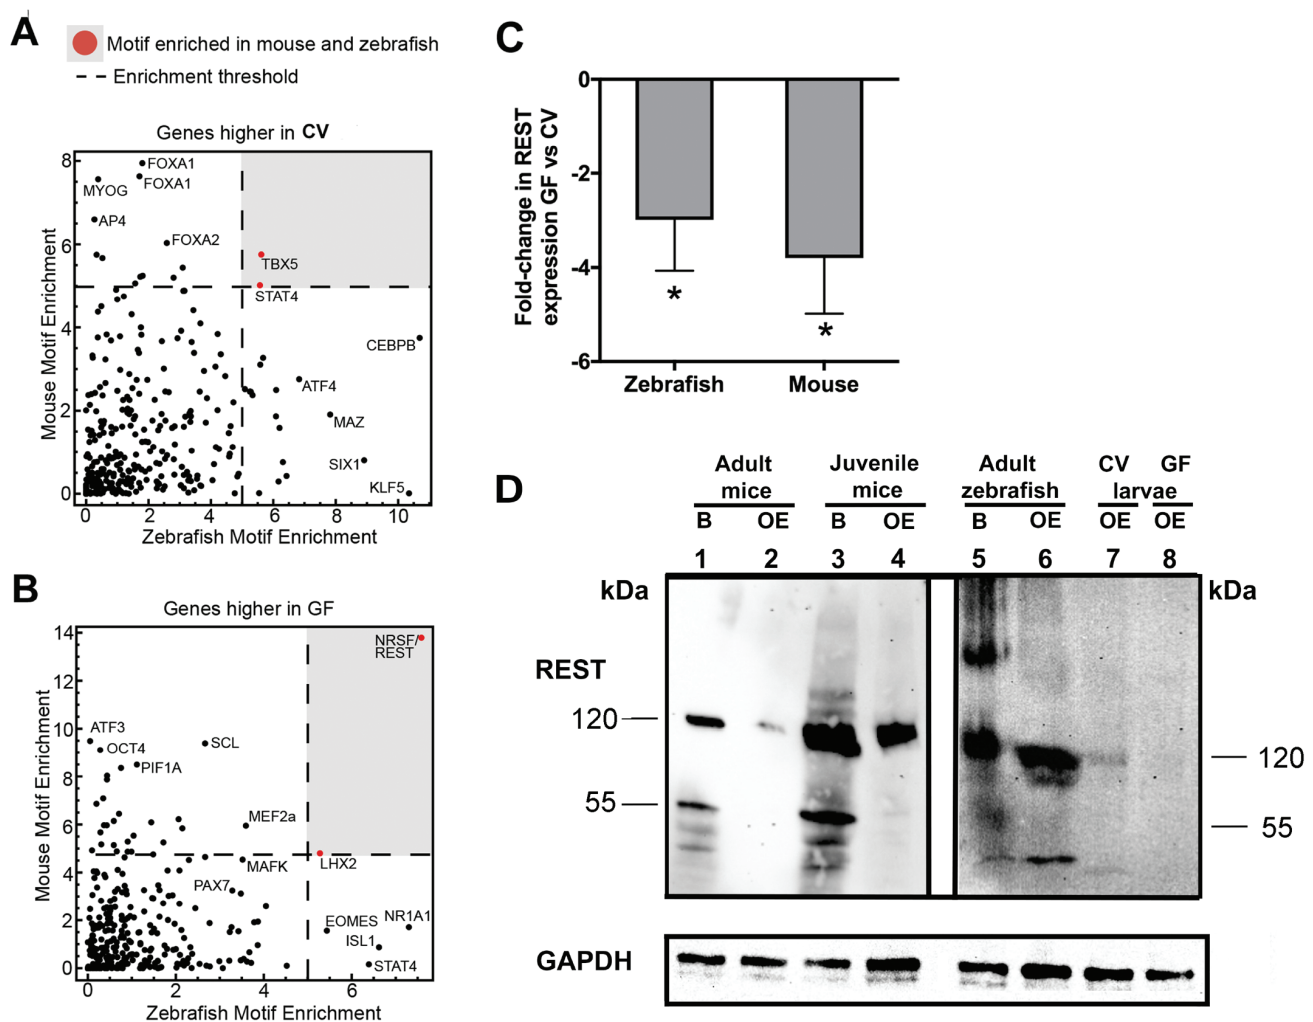 A
Motif enriched in mouse and zebrafish
Enrichment threshold
Genes higher in CV
8
6
4
2
0
Mouse Motif Enrichment
FOXA1
FOXA1
MYOG
AP4
FOXA2
TBX5
STAT4
CEBPB
ATF4
MAZ
SIX1
KLF5
0 2 4 6 8 10
Zebrafish Motif Enrichment
B
Genes higher in GF
14
12
10
8
6
4
2
0
Mouse Motif Enrichment
NRSF/
REST
ATF3
OCT4
SCL
PIF1A
MEF2a
MAFK
LHX2
PAX7
EOMES
NR1A1
ISL1
STAT4
0 2 4 6
Zebrafish Motif Enrichment
C
Fold-change in REST
expression GF vs CV
0
-2
-4
-6
*
*
Zebrafish Mouse
D
Adult
mice
Juvenile
mice
Adult
zebrafish
CV GF
larvae
B OE B OE B OE OE OE
1 2 3 4 5 6 7 8
kDa
kDa
REST
120
55
120
55
GAPDH